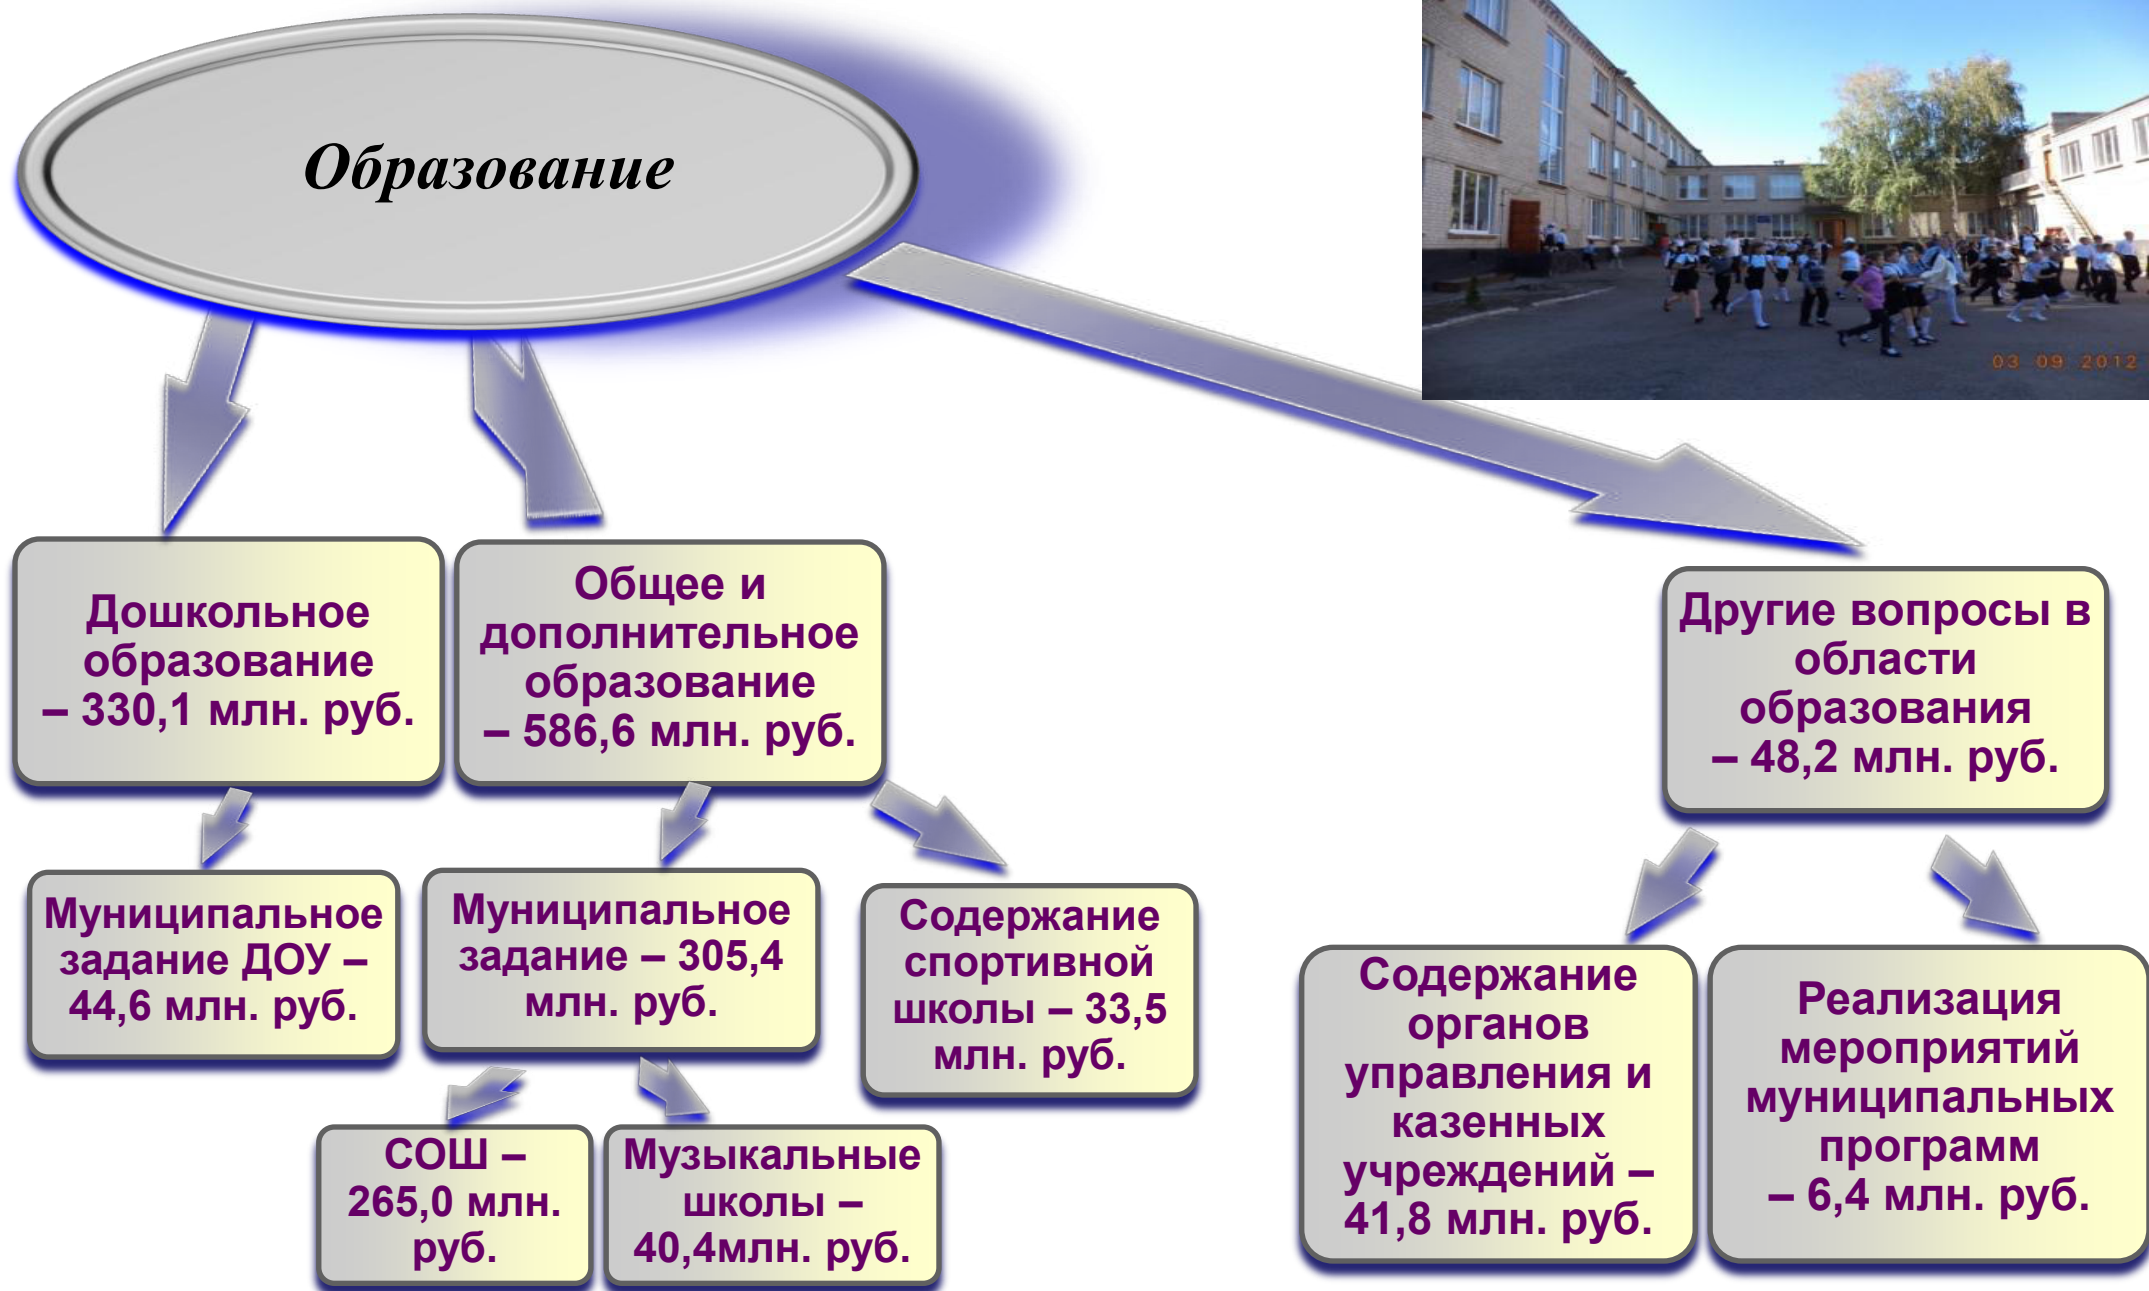 Образование
03 09 2012
Дошкольное
образование
– 330,1 млн. руб.
Общее и
дополнительное
образование
– 586,6 млн. руб.
Другие вопросы в
области
образования
– 48,2 млн. руб.
Муниципальное
задание ДОУ –
44,6 млн. руб.
Муниципальное
задание – 305,4
млн. руб.
Содержание
спортивной
школы – 33,5
млн. руб.
Содержание
органов
управления и
казенных
учреждений –
41,8 млн. руб.
Реализация
мероприятий
муниципальных
программ
– 6,4 млн. руб.
СОШ –
265,0 млн.
руб.
Музыкальные
школы –
40,4млн. руб.